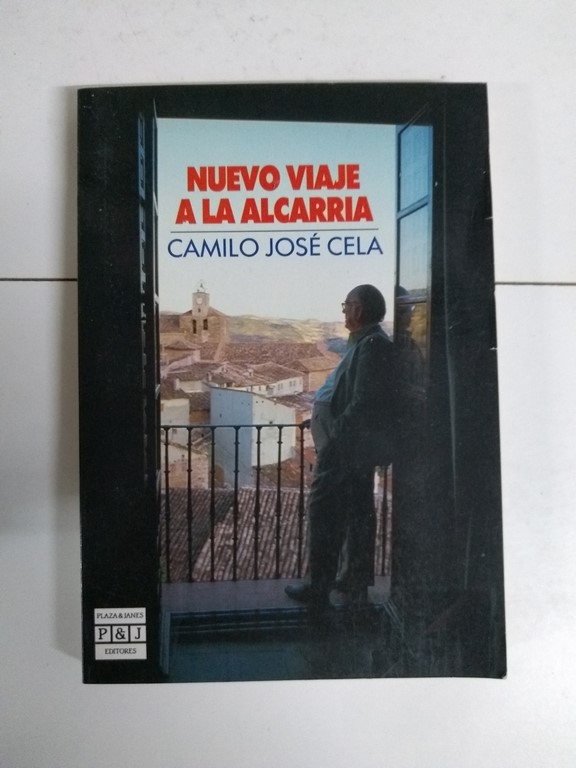 NUEVO VIAJE
A LA ALCARRIA
CAMILO JOSÉ CELA
PLAZA & JANES
P & J
EDITORES